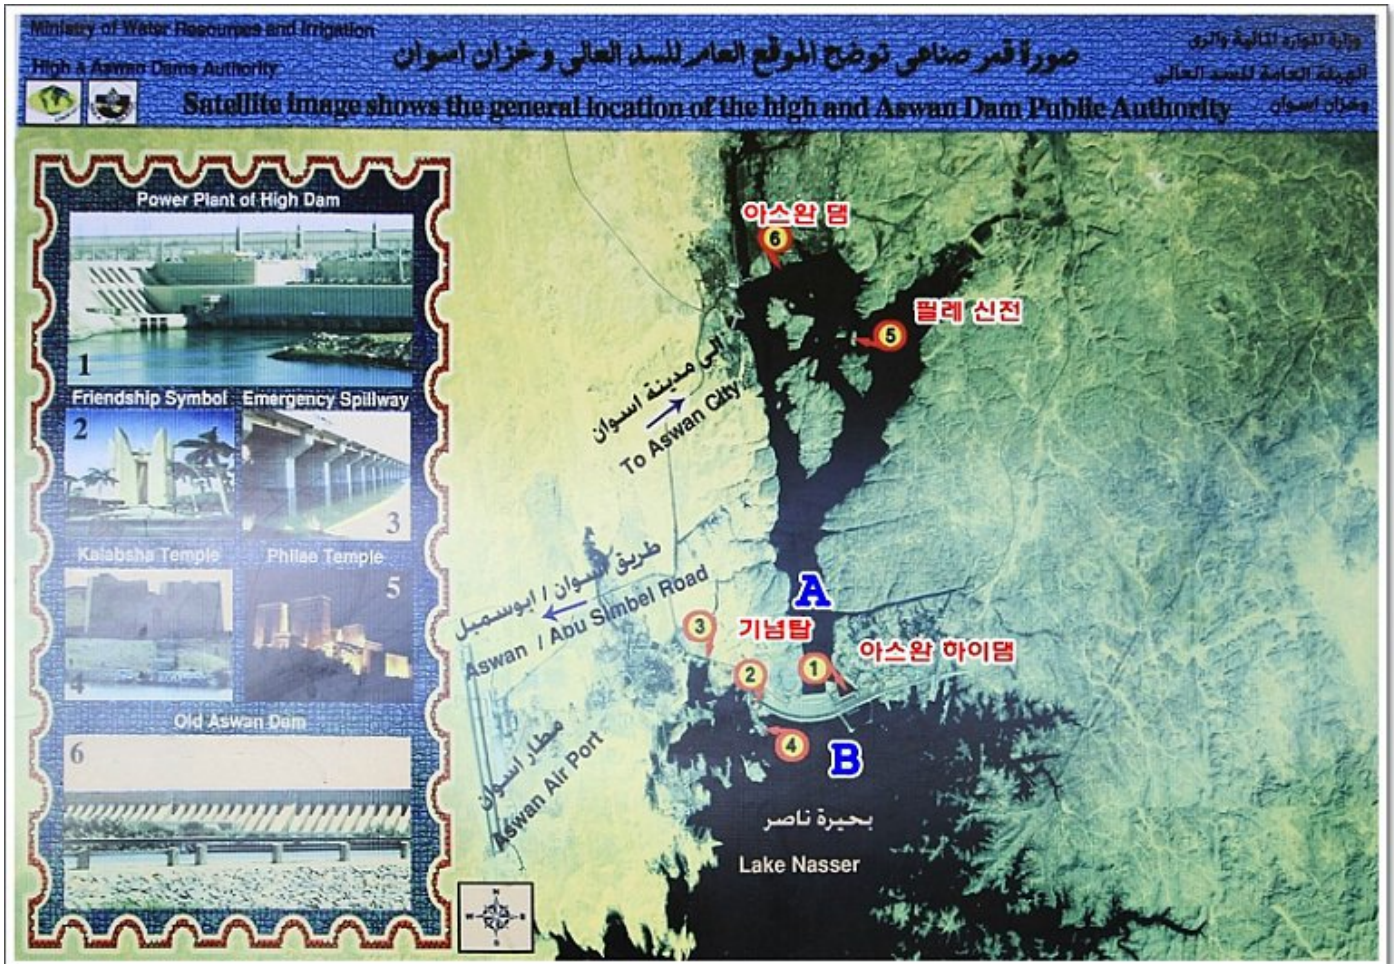 Ministry of Water Resources and Irrigation
High & Aswan Dams Authority
صورة قمر صناعى توضح الموقع العام للسد العالى وخزان اسوان
وزارة الموارد المائية والرى
الهيئة العامة للسد العالى
وخزان اسوان
Satellite image shows the general location of the high and Aswan Dam Public Authority
Power Plant of High Dam
1
Friendship Symbol
2
Emergency Spillway
3
Kalabsha Temple
4
Philae Temple
5
Old Aswan Dam
6
아스완 댐
6
필레 신전
5
الى مدينة اسوان
To Aswan City
طريق اسوان / ابوسمبل
Aswan / Abu Simbel Road
A
3
기념탑
2
1
아스완 하이댐
4
B
مطار اسوان
Aswan Air Port
بحيرة ناصر
Lake Nasser
N
W
E
S